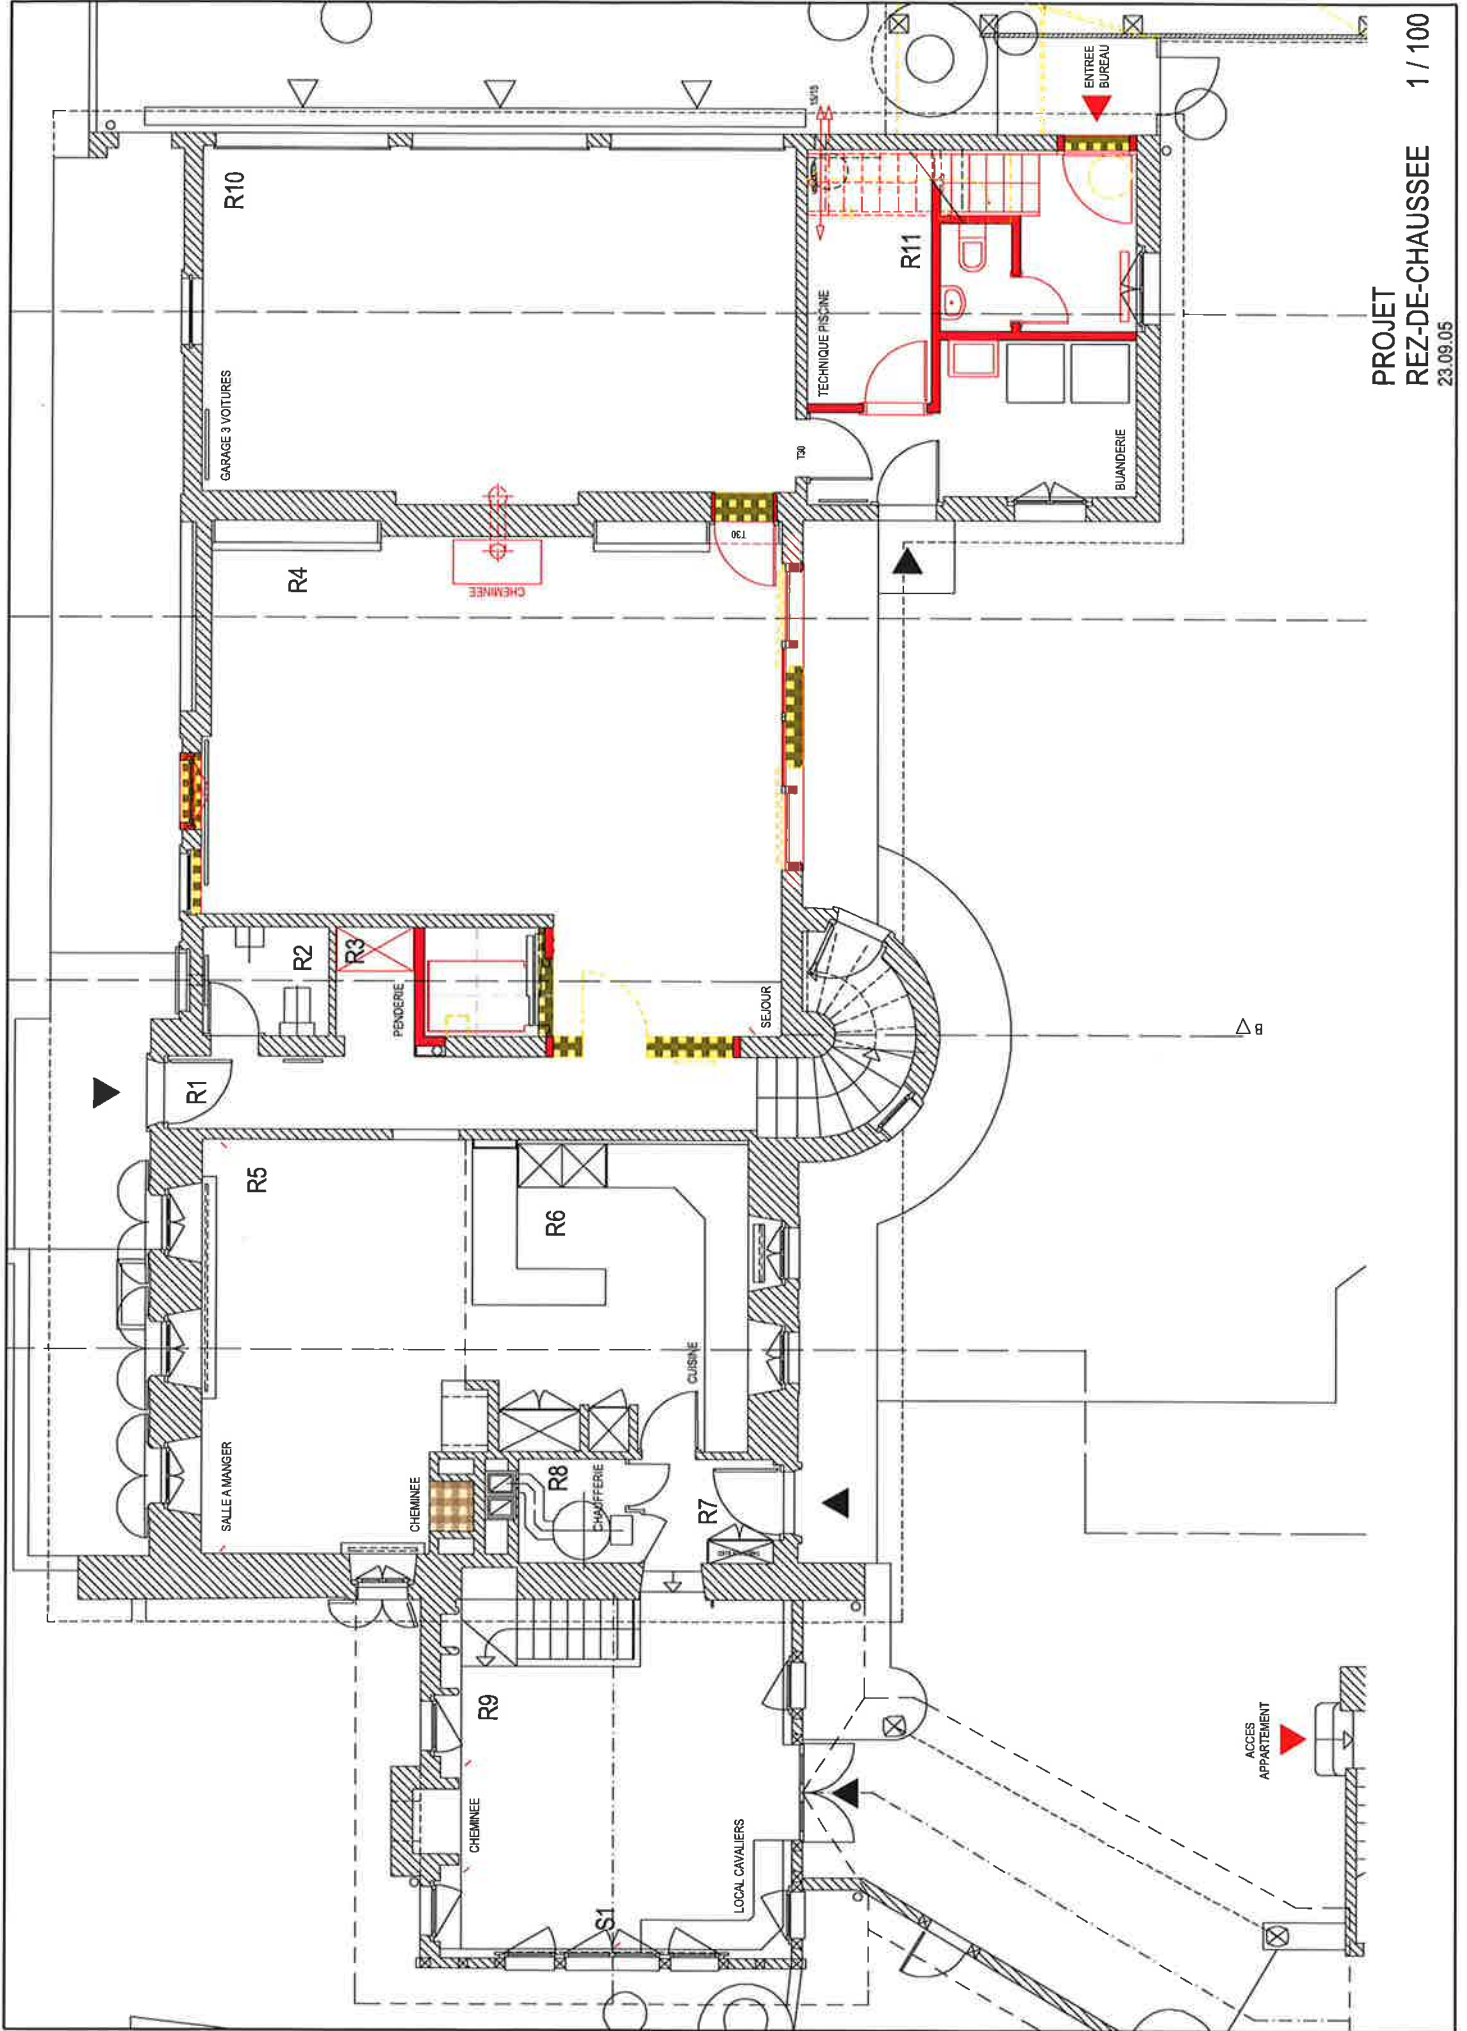 R10
GARAGE 3 VOITURES
15/15
ENTREE
BUREAU
R11
TECHNIQUE PISCINE
T30
BUANDERIE
T30
R4
CHEMINEE
SEJOUR
R2
R3
PENDERIE
R1
R5
SALLE A MANGER
R6
CUISINE
CHEMINEE
R8
CHAUFFERIE
R7
R9
CHEMINEE
LOCAL CAVALIERS
S1
B
ACCES
APPARTEMENT
PROJET
REZ-DE-CHAUSSEE 1 / 100
23.09.05